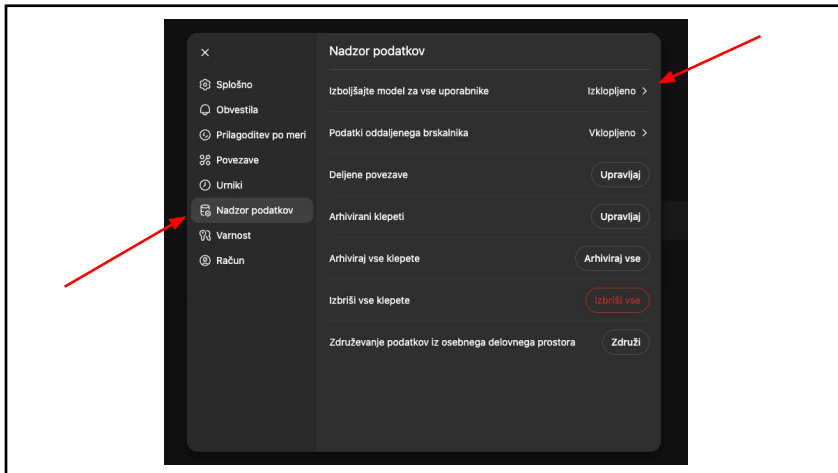 Nadzor podatkov
Splošno
Obvestila
Prilagoditev po meri
Povezave
Urniki
Nadzor podatkov
Varnost
Račun
Izboljšajte model za vse uporabnike Izklopljeno >
Podatki oddaljenega brskalnika Vklopljeno >
Deljene povezave Upravljaj
Arhivirani klepeti Upravljaj
Arhiviraj vse klepete Arhiviraj vse
Izbriši vse klepete Izbriši vse
Združevanje podatkov iz osebnega delovnega prostora Združi